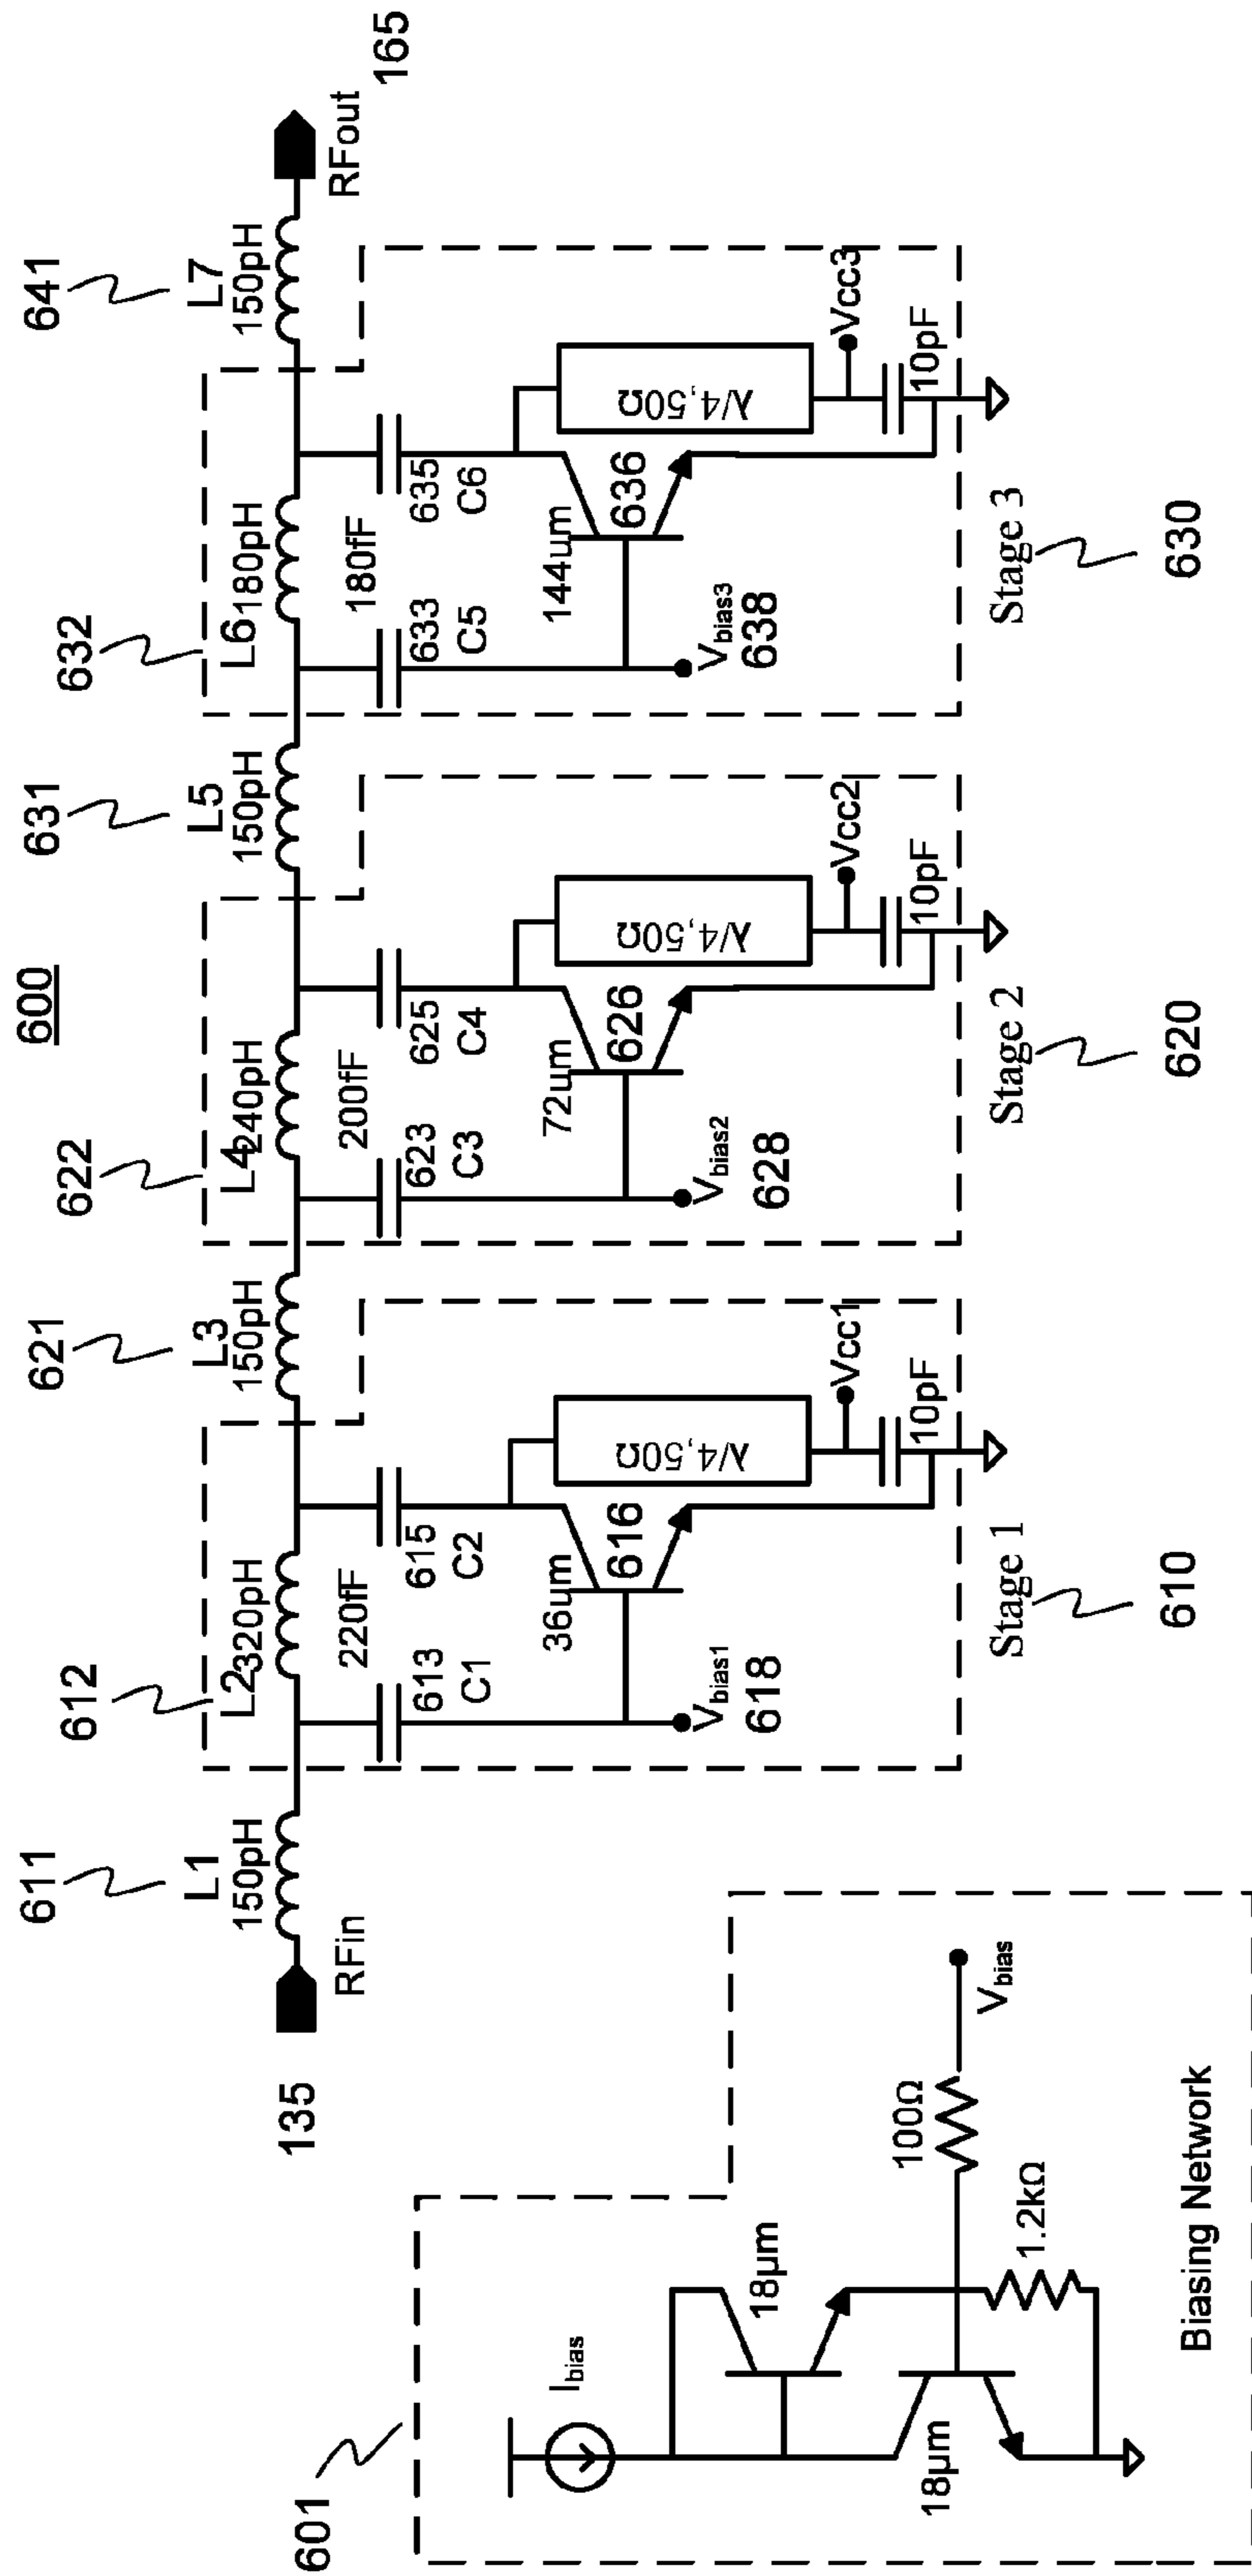 600
611
L1
150pH
135
RFin
612
L2
320pH
220fF
613
C1
615
C2
36um
616
Vbias1
618
λ/4,50Ω
Vcc1
10pF
Stage 1
610
621
L3
150pH
622
L4
240pH
200fF
623
C3
625
C4
72um
626
Vbias2
628
λ/4,50Ω
Vcc2
10pF
Stage 2
620
631
L5
150pH
632
L6
180pH
180fF
633
C5
635
C6
144um
636
Vbias3
638
λ/4,50Ω
Vcc3
10pF
Stage 3
630
641
L7
150pH
RFout
165
601
Ibias
18μm
18μm
100Ω
1.2kΩ
Vbias
Biasing Network